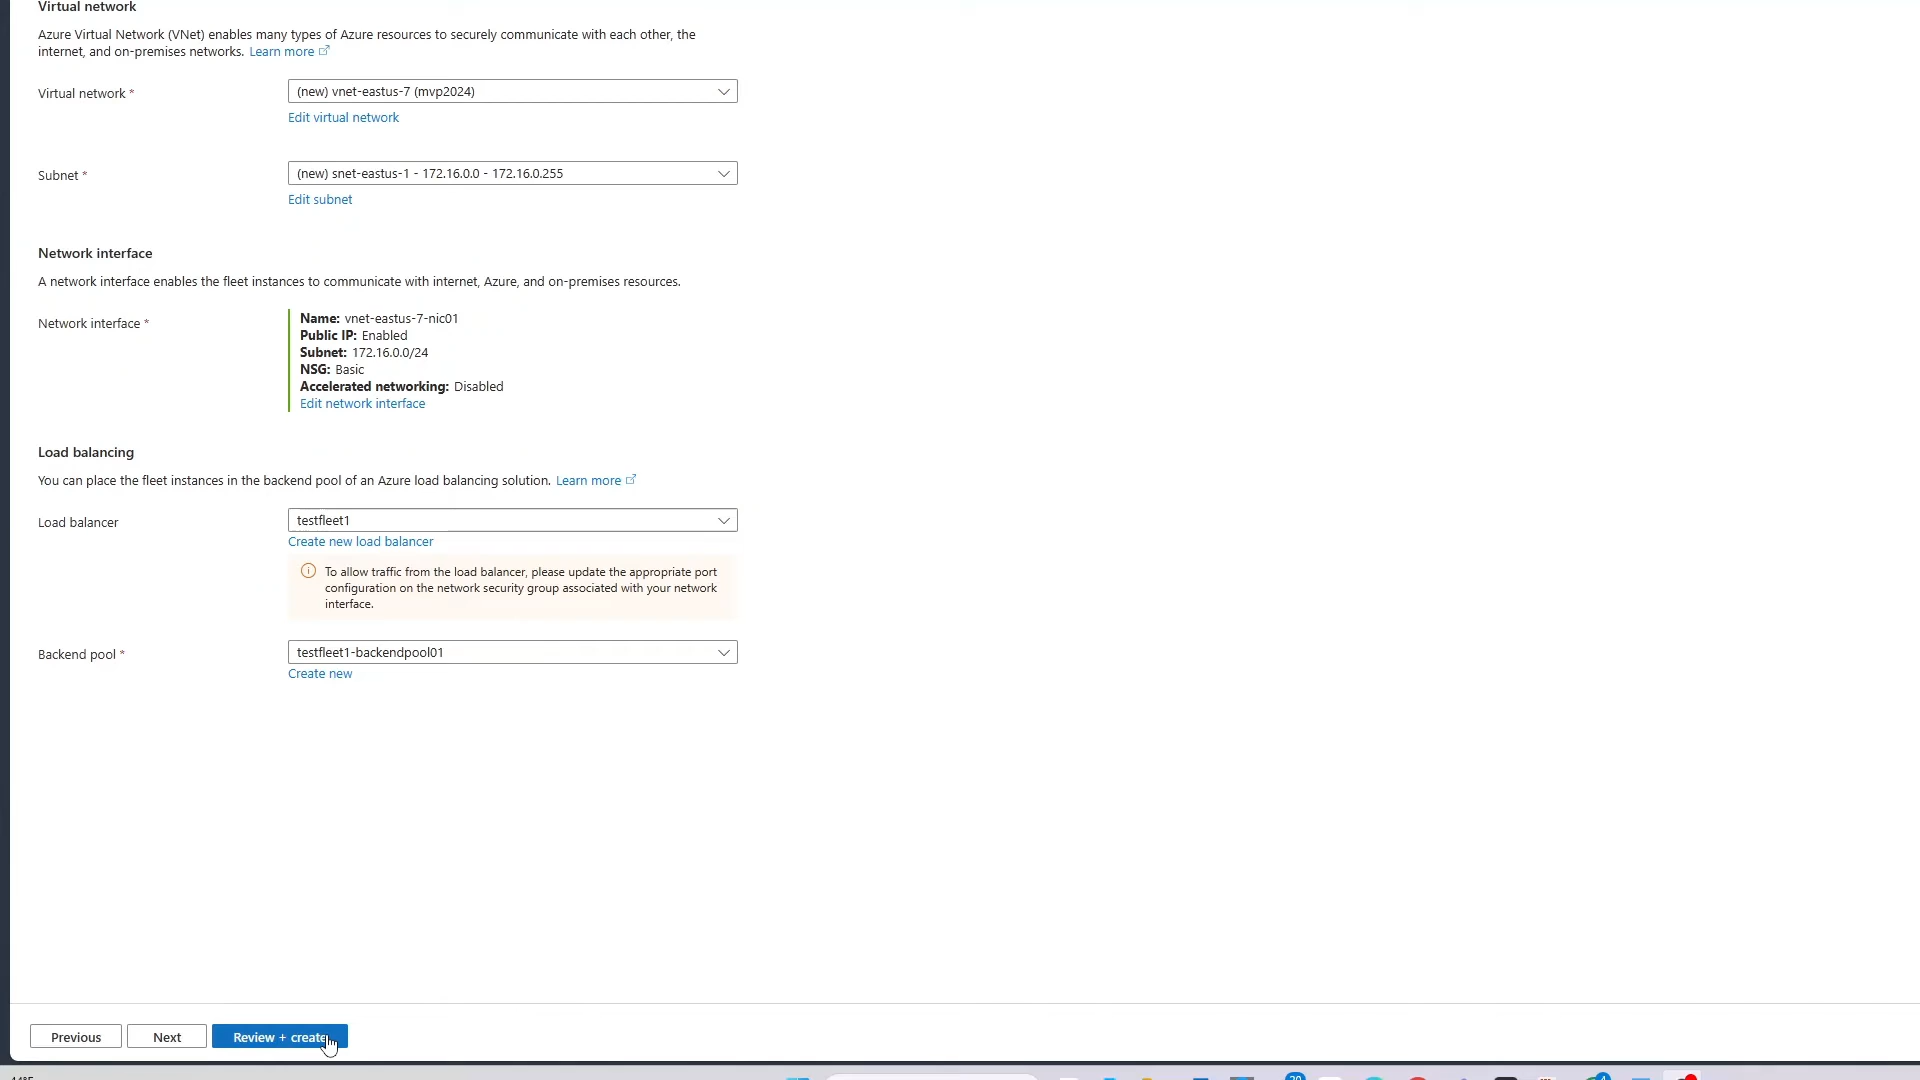 Virtual network
Azure Virtual Network (VNet) enables many types of Azure resources to securely communicate with each other, the
internet, and on-premises networks. Learn more
Virtual network *
(new) vnet-eastus-7 (mvp2024)
Edit virtual network
Subnet *
(new) snet-eastus-1 - 172.16.0.0 - 172.16.0.255
Edit subnet
Network interface
A network interface enables the fleet instances to communicate with internet, Azure, and on-premises resources.
Network interface *
Name: vnet-eastus-7-nic01
Public IP: Enabled
Subnet: 172.16.0.0/24
NSG: Basic
Accelerated networking: Disabled
Edit network interface
Load balancing
You can place the fleet instances in the backend pool of an Azure load balancing solution. Learn more
Load balancer
testfleet1
Create new load balancer
To allow traffic from the load balancer, please update the appropriate port
configuration on the network security group associated with your network
interface.
Backend pool *
testfleet1-backendpool01
Create new
Previous
Next
Review + create